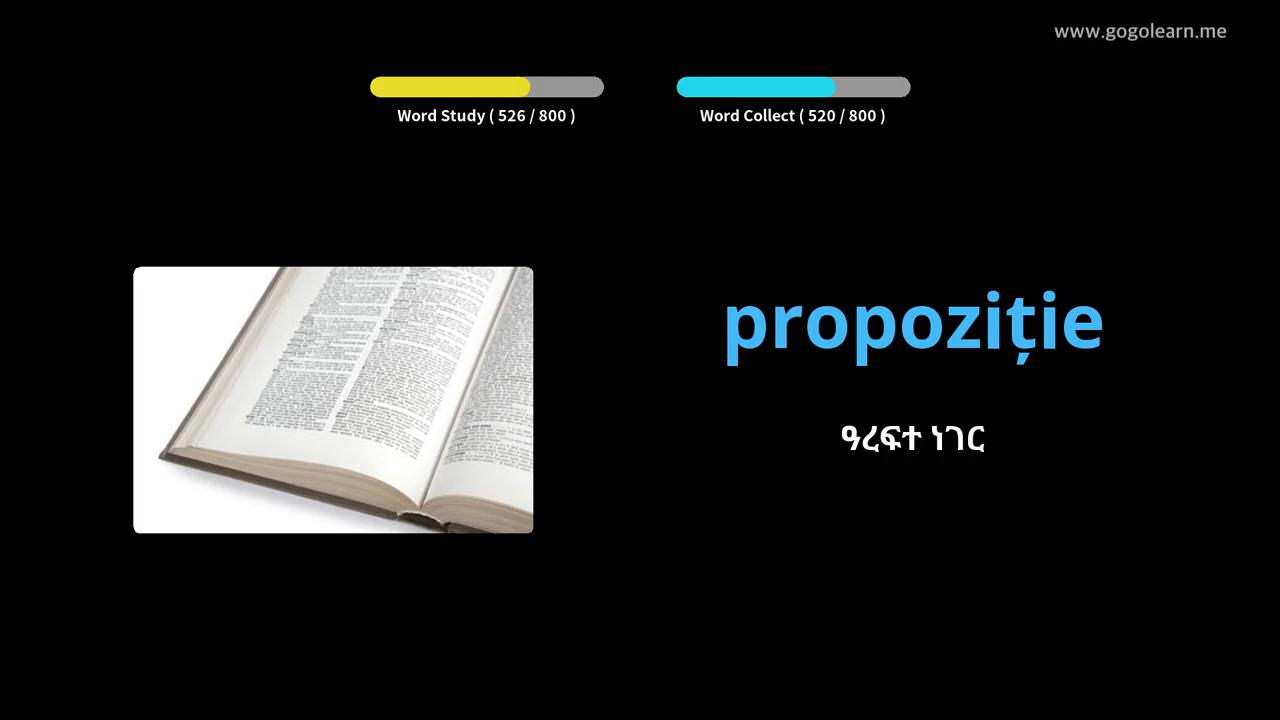 www.gogolearn.me
Word Study ( 526 / 800 )
Word Collect ( 520 / 800 )
propoziție
ዓረፍተ ነገር